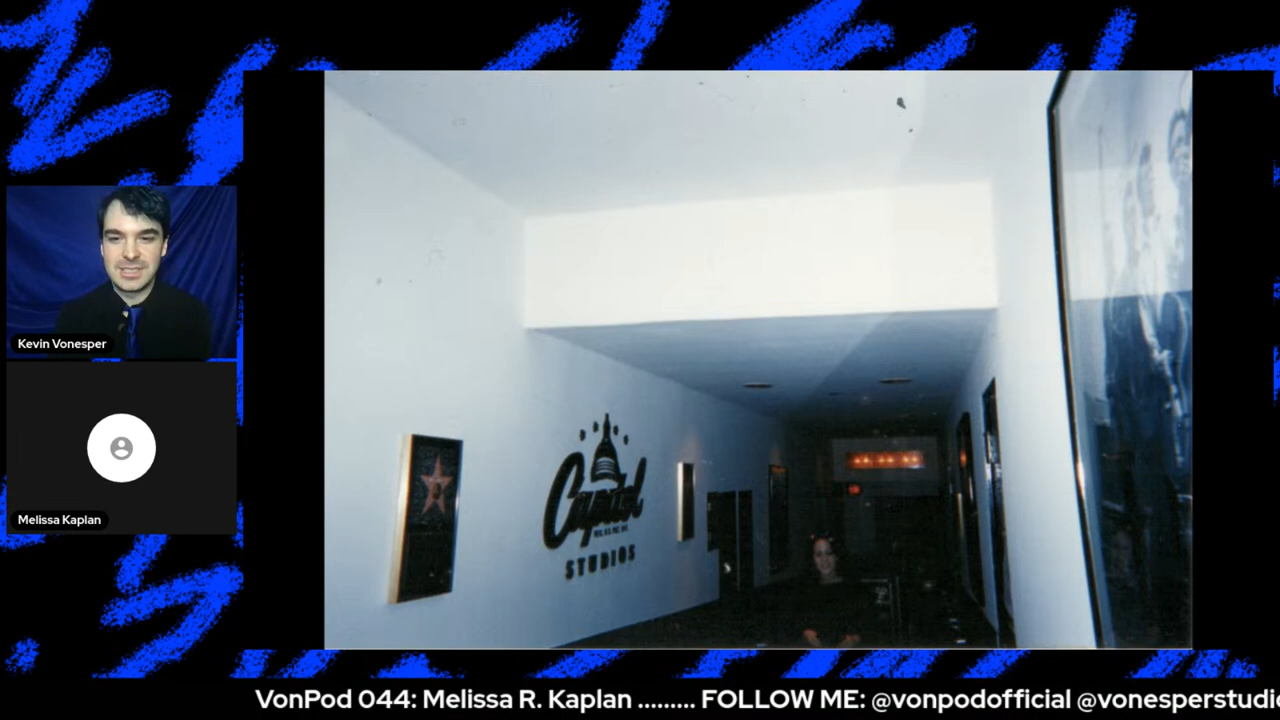 Kevin Vonesper
Capitol
STUDIOS
Melissa Kaplan
VonPod 044: Melissa R. Kaplan ......... FOLLOW ME: @vonpodofficial @vonesperstudi